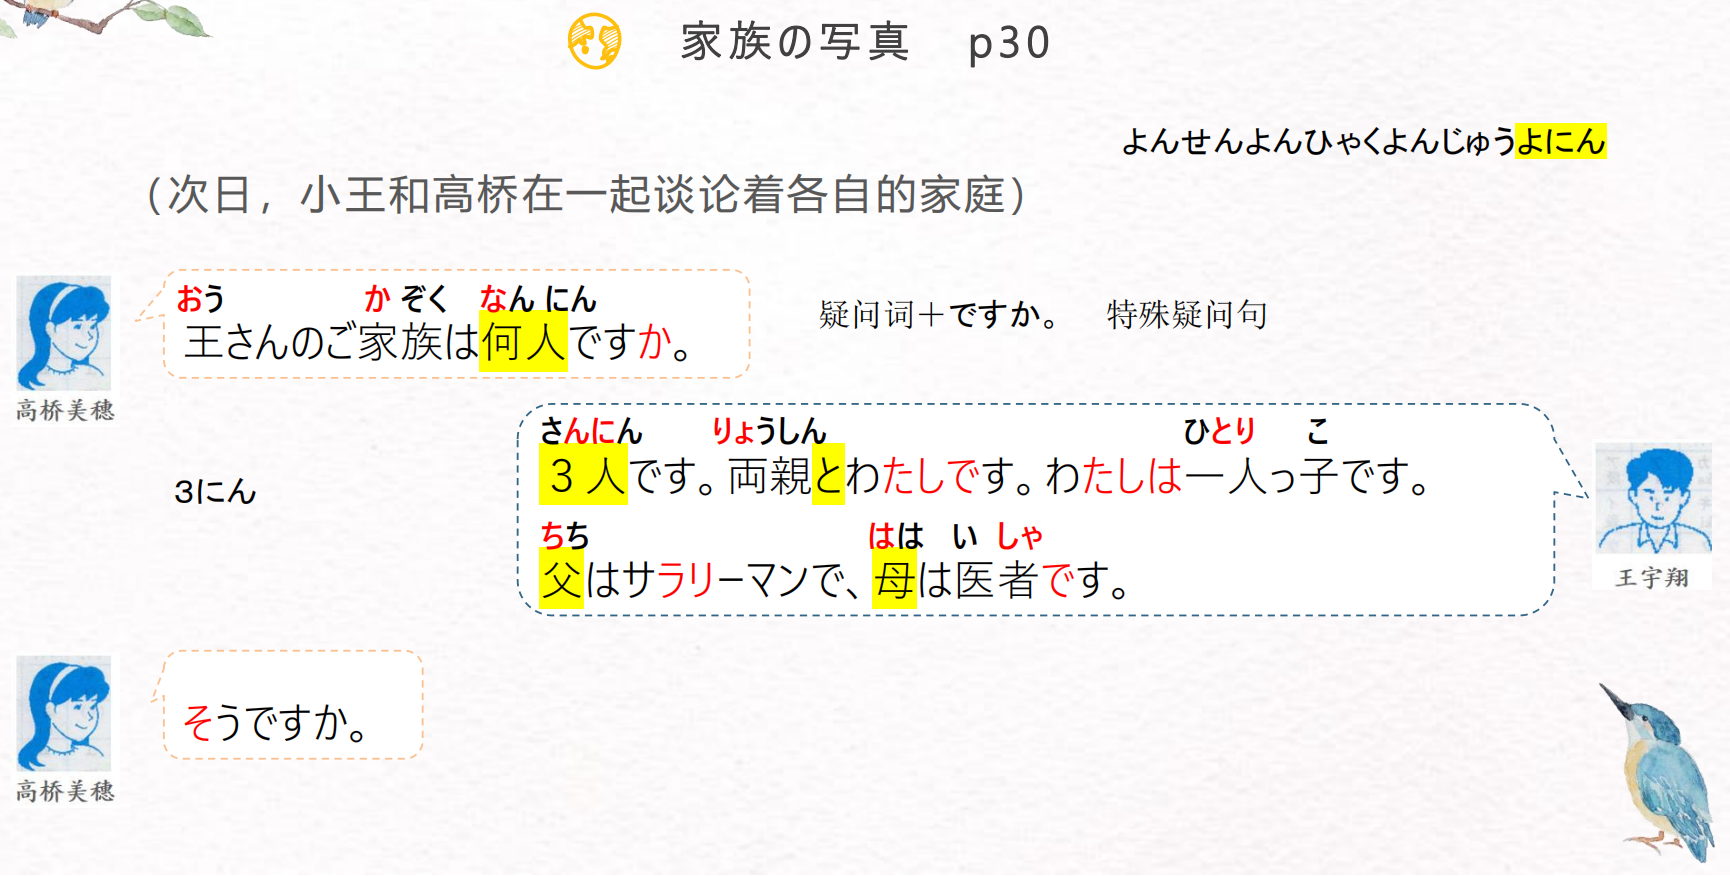 家族の写真 p30
よんせんよんひゃくよんじゅうよにん
（次日，小王和高桥在一起谈论着各自的家庭）
おう かぞく なんにん
王さんのご家族は何人ですか。
疑问词＋ですか。 特殊疑问句
高桥美穗
さんにん りょうしん ひとり こ
３人です。両親とわたしです。わたしは一人っ子です。
3にん
ちち はは いしゃ
父はサラリーマンで、母は医者です。
王宇翔
そうですか。
高桥美穗